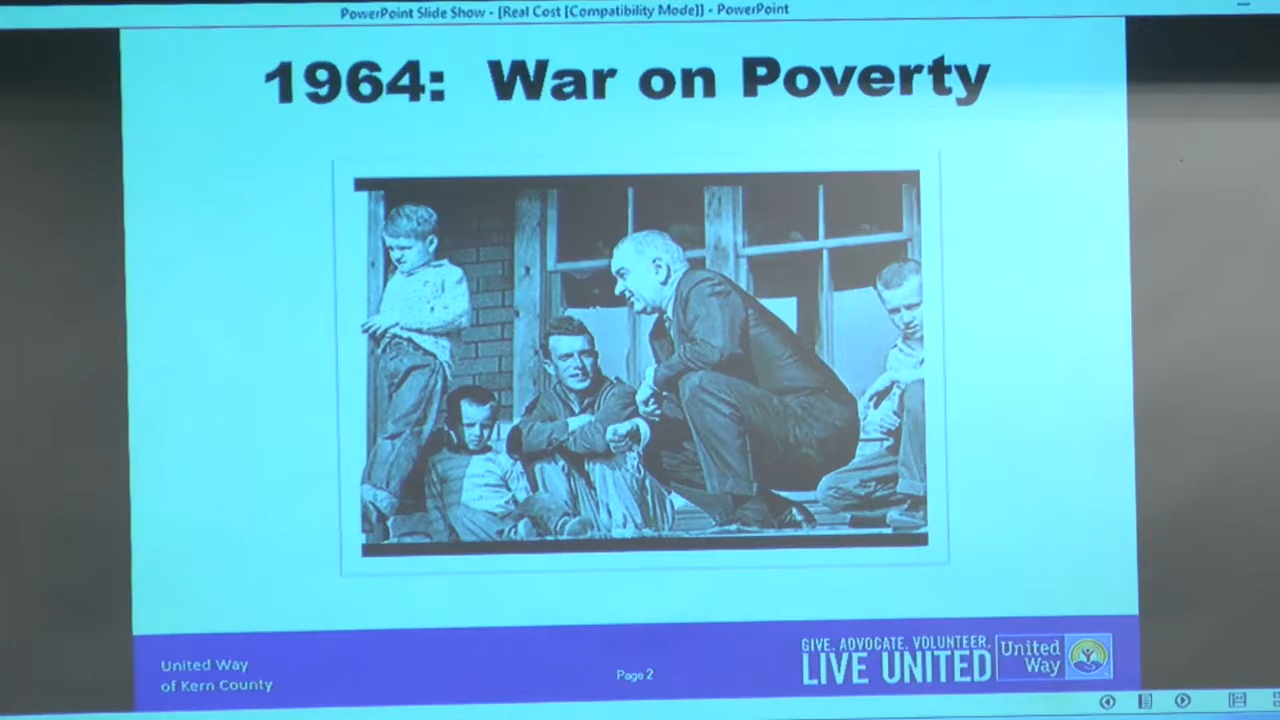 PowerPoint Slide Show - [Real Cost [Compatibility Mode]] - PowerPoint
1964: War on Poverty
United Way
of Kern County
Page 2
GIVE. ADVOCATE. VOLUNTEER.
LIVE UNITED
United
Way